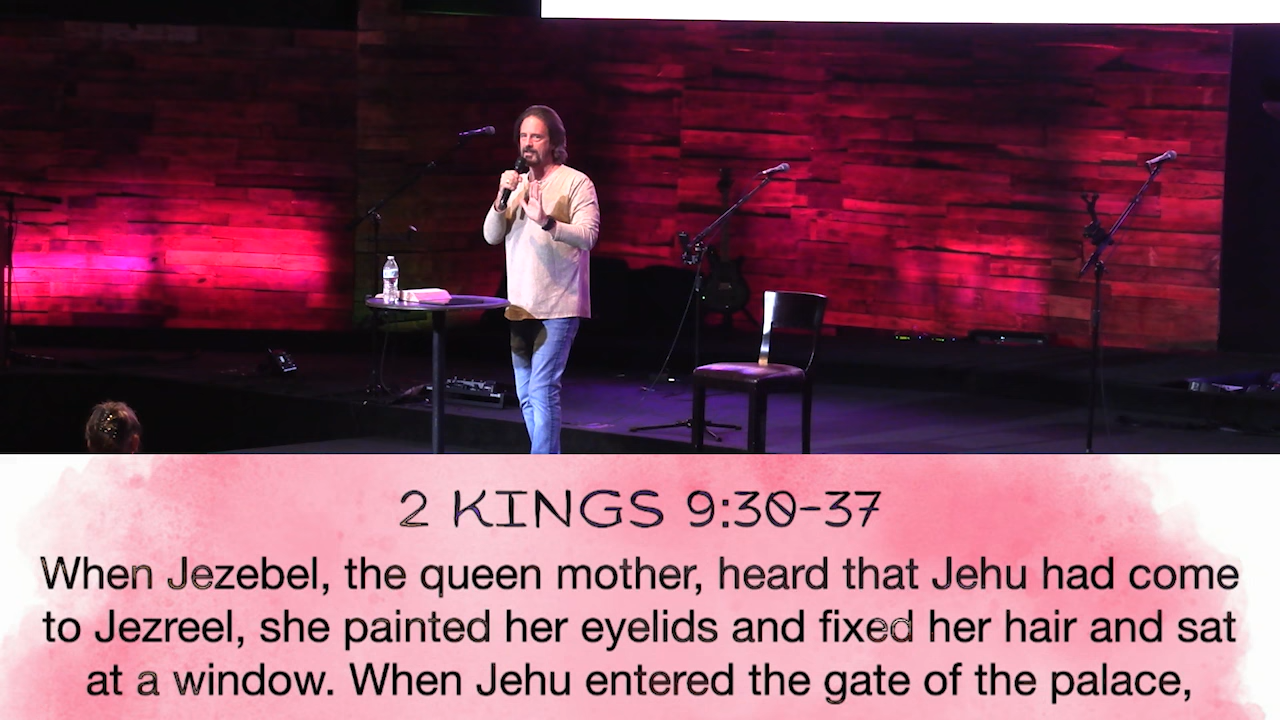 2 KINGS 9:30-37
When Jezebel, the queen mother, heard that Jehu had come
to Jezreel, she painted her eyelids and fixed her hair and sat
at a window. When Jehu entered the gate of the palace,